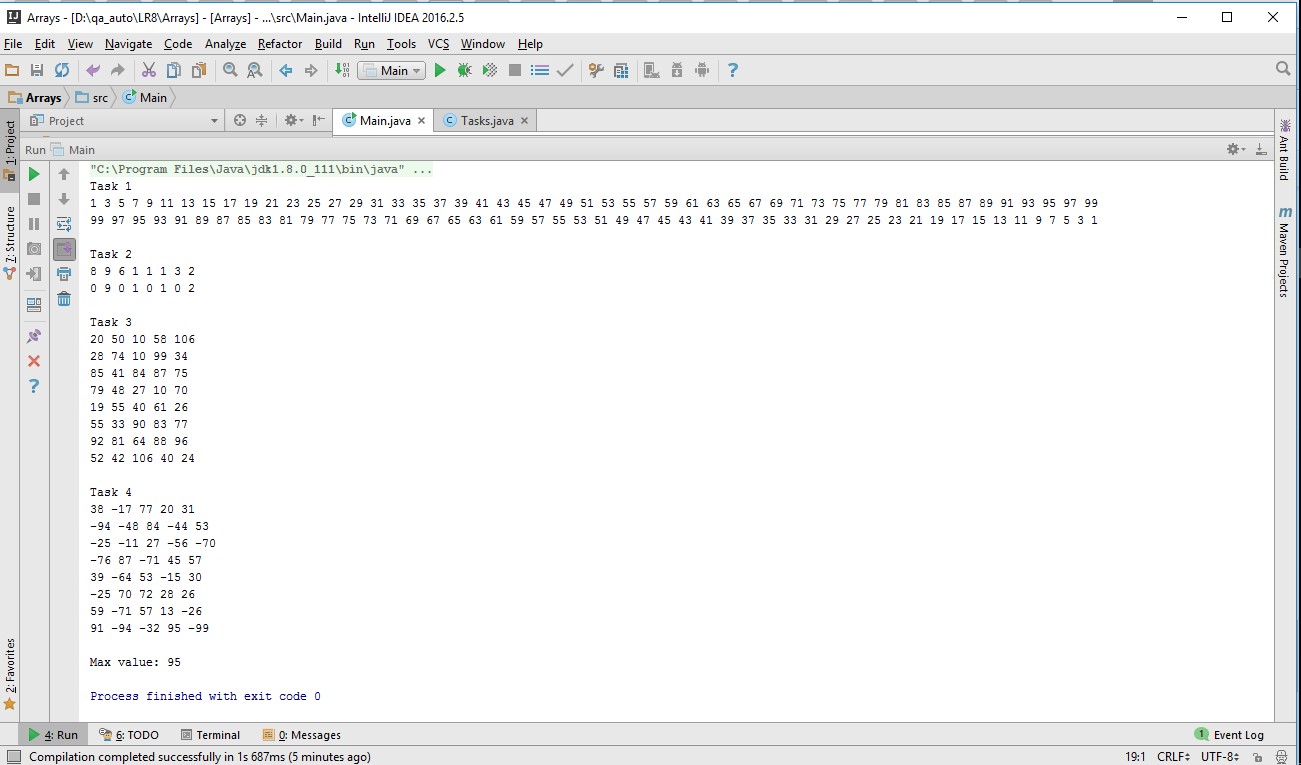 Arrays - [D:\qa_auto\LR8\Arrays] - [Arrays] - ...\src\Main.java - IntelliJ IDEA 2016.2.5
File Edit View Navigate Code Analyze Refactor Build Run Tools VCS Window Help
Main
Arrays src Main
Project Main.java Tasks.java
Run Main
1: Project
7: Structure
2: Favorites
Ant Build
Maven Projects
"C:\Program Files\Java\jdk1.8.0_111\bin\java" ...
Task 1
1 3 5 7 9 11 13 15 17 19 21 23 25 27 29 31 33 35 37 39 41 43 45 47 49 51 53 55 57 59 61 63 65 67 69 71 73 75 77 79 81 83 85 87 89 91 93 95 97 99
99 97 95 93 91 89 87 85 83 81 79 77 75 73 71 69 67 65 63 61 59 57 55 53 51 49 47 45 43 41 39 37 35 33 31 29 27 25 23 21 19 17 15 13 11 9 7 5 3 1
Task 2
8 9 6 1 1 1 3 2
0 9 0 1 0 1 0 2
Task 3
20 50 10 58 106
28 74 10 99 34
85 41 84 87 75
79 48 27 10 70
19 55 40 61 26
55 33 90 83 77
92 81 64 88 96
52 42 106 40 24
Task 4
38 -17 77 20 31
-94 -48 84 -44 53
-25 -11 27 -56 -70
-76 87 -71 45 57
39 -64 53 -15 30
-25 70 72 28 26
59 -71 57 13 -26
91 -94 -32 95 -99
Max value: 95
Process finished with exit code 0
4: Run 6: TODO Terminal 0: Messages 1 Event Log
Compilation completed successfully in 1s 687ms (5 minutes ago) 19:1 CRLF UTF-8